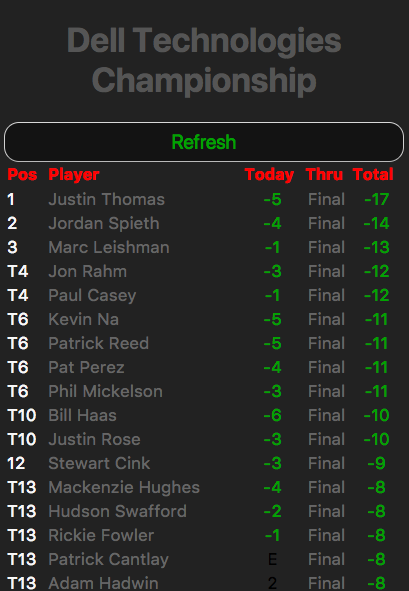 Dell Technologies
Championship
Refresh
Pos Player Today Thru Total
1 Justin Thomas -5 Final -17
2 Jordan Spieth -4 Final -14
3 Marc Leishman -1 Final -13
T4 Jon Rahm -3 Final -12
T4 Paul Casey -1 Final -12
T6 Kevin Na -5 Final -11
T6 Patrick Reed -5 Final -11
T6 Pat Perez -4 Final -11
T6 Phil Mickelson -3 Final -11
T10 Bill Haas -6 Final -10
T10 Justin Rose -3 Final -10
12 Stewart Cink -3 Final -9
T13 Mackenzie Hughes -4 Final -8
T13 Hudson Swafford -2 Final -8
T13 Rickie Fowler -1 Final -8
T13 Patrick Cantlay E Final -8
T13 Adam Hadwin 2 Final -8